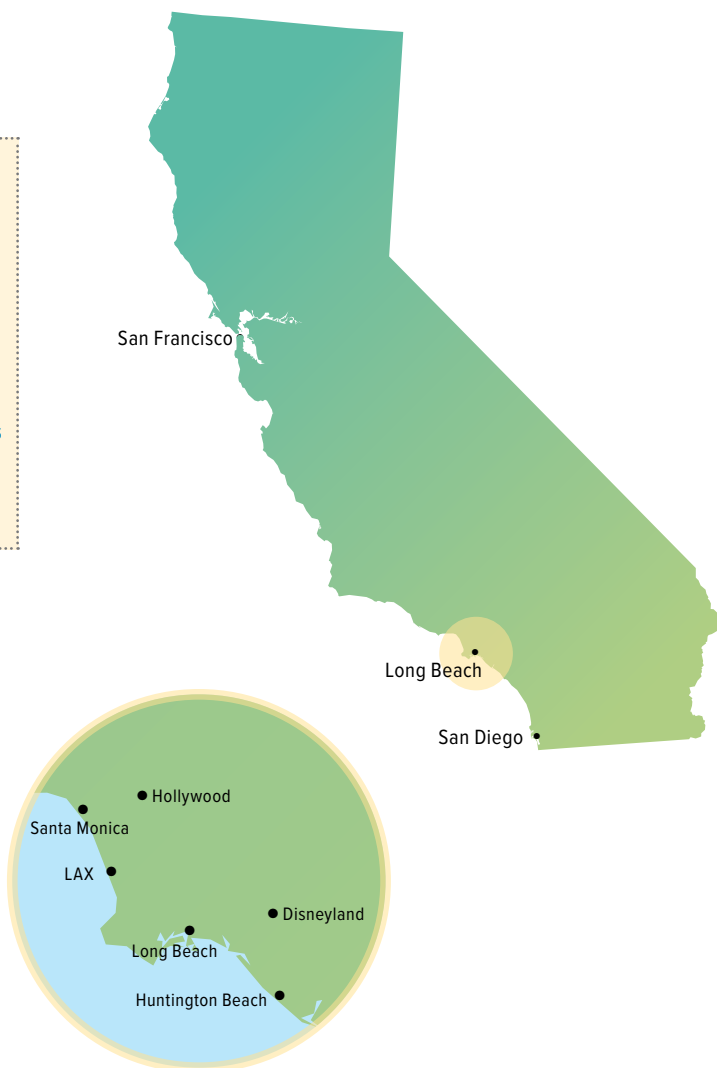 San Francisco
Long Beach
San Diego
Hollywood
Santa Monica
LAX
Disneyland
Long Beach
Huntington Beach